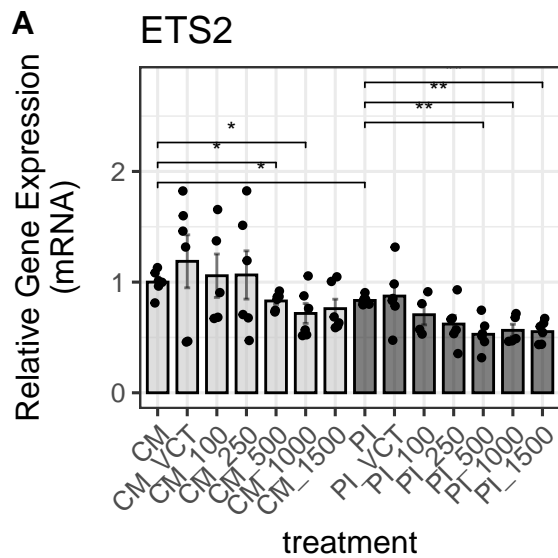 A
ETS2
Relative Gene Expression
(mRNA)
2
1
0
**
**
*
*
*
CM
CM_VCT
CM_100
CM_250
CM_500
CM_1000
CM_1500
PI
PI_VCT
PI_100
PI_250
PI_500
PI_1000
PI_1500
treatment